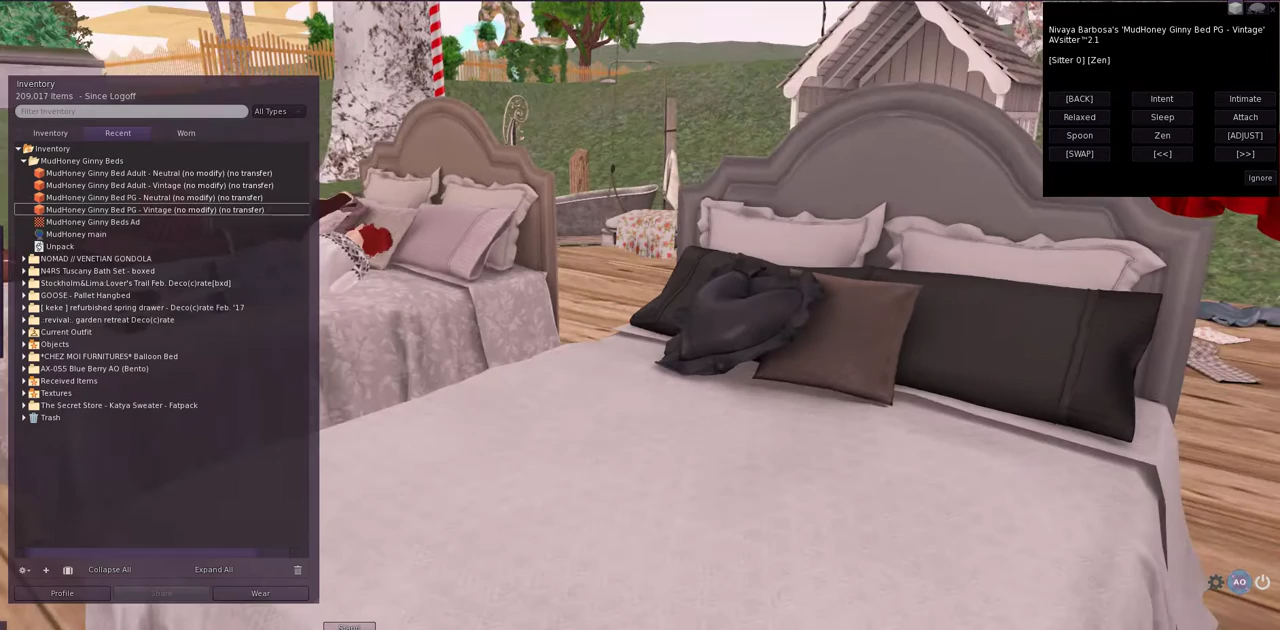 Inventory
209,017 Items - Since Logoff
Filter Inventory
All Types
Inventory
Recent
Worn
Inventory
MudHoney Ginny Beds
MudHoney Ginny Bed Adult - Neutral (no modify) (no transfer)
MudHoney Ginny Bed Adult - Vintage (no modify) (no transfer)
MudHoney Ginny Bed PG - Neutral (no modify) (no transfer)
MudHoney Ginny Bed PG - Vintage (no modify) (no transfer)
MudHoney Ginny Beds Ad
MudHoney main
Unpack
NOMAD // VENETIAN GONDOLA
N4RS Tuscany Bath Set - boxed
Stockholm&Lima Lover's Trail Feb. Deco(c)rate[bxd]
GOOSE - Pallet Hangbed
[ keke ] refurbished spring drawer - Deco(c)rate Feb. '17
.:revival:. garden retreat Deco(c)rate
Current Outfit
Objects
*CHEZ MOI FURNITURES* Balloon Bed
AX-055 Blue Berry AO (Bento)
Received Items
Textures
The Secret Store - Katya Sweater - Fatpack
Trash
Collapse All
Expand All
Profile
Share
Wear
Nivaya Barbosa's 'MudHoney Ginny Bed PG - Vintage'
AVsitter™2.1
[Sitter 0] [Zen]
[BACK]
Intent
Intimate
Relaxed
Sleep
Attach
Spoon
Zen
[ADJUST]
[SWAP]
[<<]
[>>]
Ignore
AO
Stand